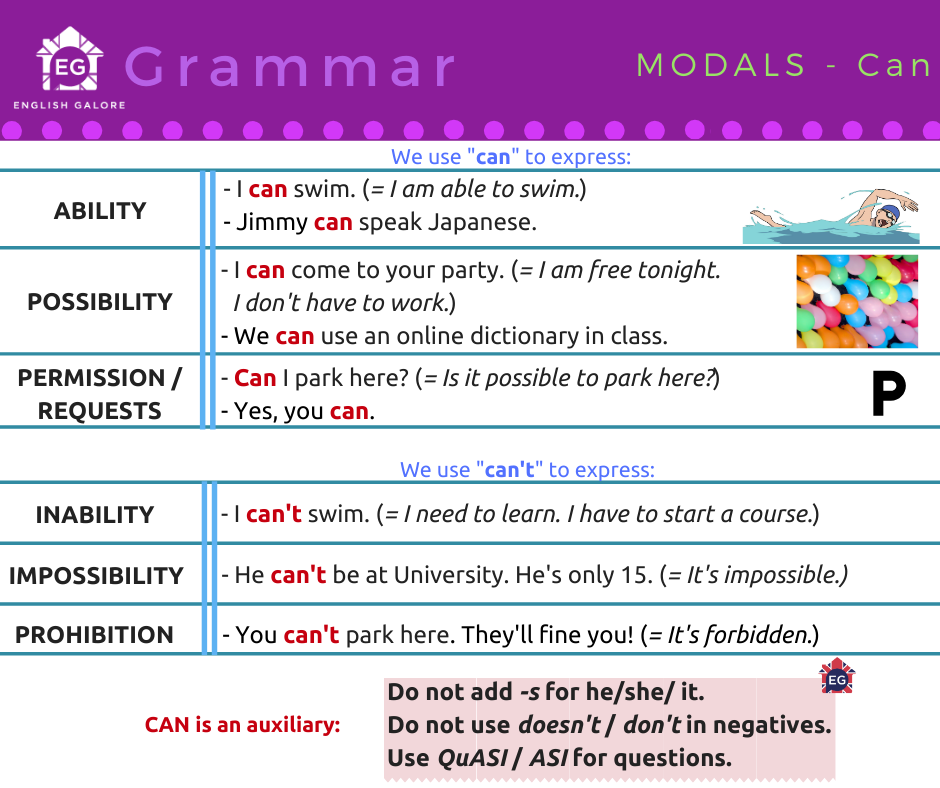 EG
ENGLISH GALORE
Grammar
MODALS - Can
We use "can" to express:
ABILITY
- I can swim. (= I am able to swim.)
- Jimmy can speak Japanese.
POSSIBILITY
- I can come to your party. (= I am free tonight.
I don't have to work.)
- We can use an online dictionary in class.
PERMISSION /
REQUESTS
- Can I park here? (= Is it possible to park here?)
- Yes, you can.
P
We use "can't" to express:
INABILITY
- I can't swim. (= I need to learn. I have to start a course.)
IMPOSSIBILITY
- He can't be at University. He's only 15. (= It's impossible.)
PROHIBITION
- You can't park here. They'll fine you! (= It's forbidden.)
EG
CAN is an auxiliary:
Do not add -s for he/she/ it.
Do not use doesn't / don't in negatives.
Use QuASI / ASI for questions.